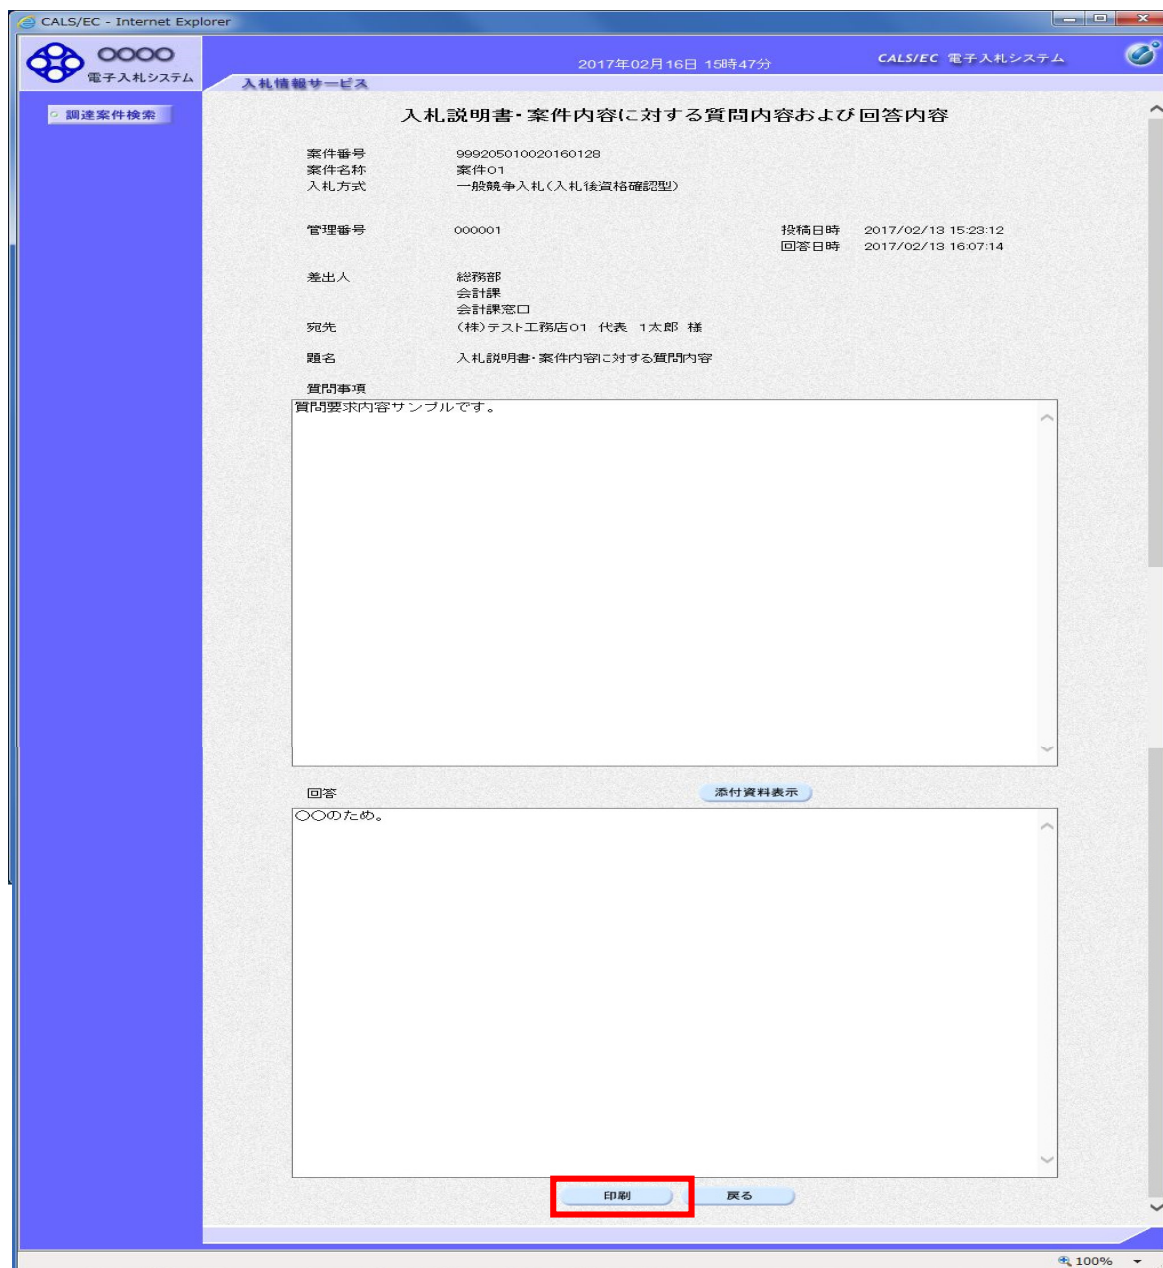 CALS/EC - Internet Explorer
○○○○
電子入札システム
2017年02月16日 15時47分
CALS/EC 電子入札システム
入札情報サービス
調達案件検索
入札説明書・案件内容に対する質問内容および回答内容
案件番号 999205010020160128
案件名称 案件01
入札方式 一般競争入札(入札後資格確認型)
管理番号 000001 投稿日時 2017/02/13 15:23:12
回答日時 2017/02/13 16:07:14
差出人 総務部
会計課
会計課窓口
宛先 (株)テスト工務店01 代表 1太郎 様
題名 入札説明書・案件内容に対する質問内容
質問事項
質問要求内容サンプルです。
回答 添付資料表示
〇〇のため。
印刷 戻る
100%